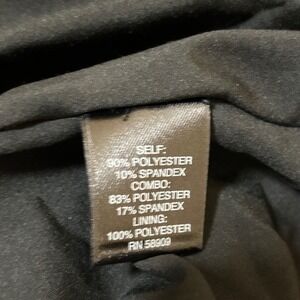 SELF:
90% POLYESTER
10% SPANDEX
COMBO:
83% POLYESTER
17% SPANDEX
LINING:
100% POLYESTER
RN 58909